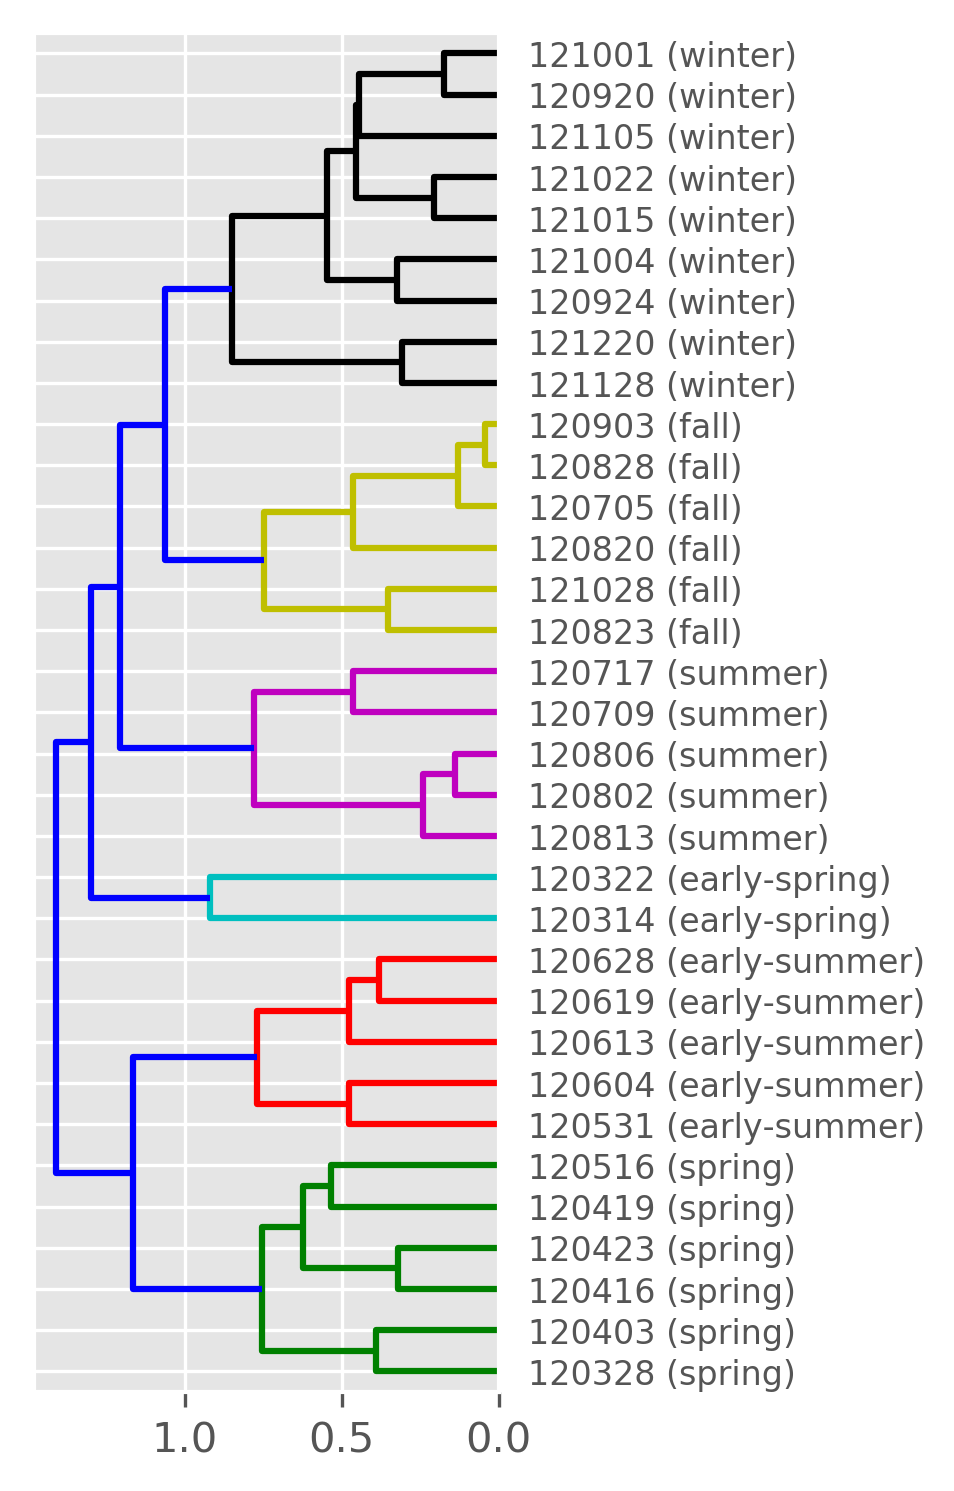 121001 (winter)
120920 (winter)
121105 (winter)
121022 (winter)
121015 (winter)
121004 (winter)
120924 (winter)
121220 (winter)
121128 (winter)
120903 (fall)
120828 (fall)
120705 (fall)
120820 (fall)
121028 (fall)
120823 (fall)
120717 (summer)
120709 (summer)
120806 (summer)
120802 (summer)
120813 (summer)
120322 (early-spring)
120314 (early-spring)
120628 (early-summer)
120619 (early-summer)
120613 (early-summer)
120604 (early-summer)
120531 (early-summer)
120516 (spring)
120419 (spring)
120423 (spring)
120416 (spring)
120403 (spring)
120328 (spring)
1.0 0.5 0.0